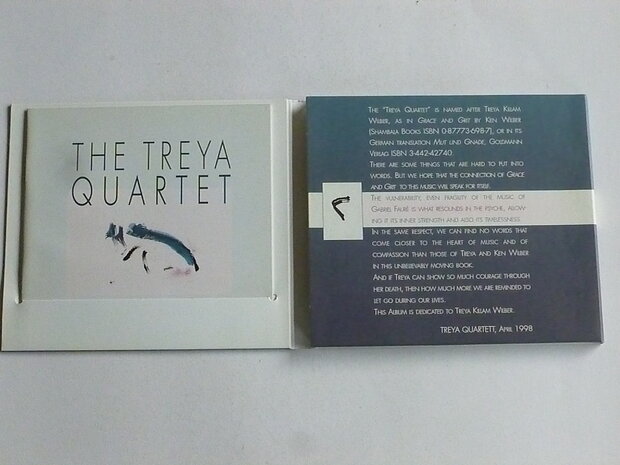 THE TREYA
QUARTET
THE "TREYA QUARTET" IS NAMED AFTER TREYA KILLAM
WILBER, AS IN GRACE AND GRIT BY KEN WILBER
(SHAMBALA BOOKS ISBN 0-87773-698-7), OR IN ITS
GERMAN TRANSLATION MUT UND GNADE, GOLDMANN
VERLAG ISBN 3-442-42740.
THERE ARE SOME THINGS THAT ARE HARD TO PUT INTO
WORDS. BUT WE HOPE THAT THE CONNECTION OF GRACE
AND GRIT TO THIS MUSIC WILL SPEAK FOR ITSELF.
THE VULNERABILITY, EVEN FRAGILITY OF THE MUSIC OF
GABRIEL FAURÉ IS WHAT RESOUNDS IN THE PSYCHE, ALLOW-
ING IT ITS INNER STRENGTH AND ALSO ITS TIMELESSNESS.
IN THE SAME RESPECT, WE CAN FIND NO WORDS THAT
COME CLOSER TO THE HEART OF MUSIC AND OF
COMPASSION THAN THOSE OF TREYA AND KEN WILBER
IN THIS UNBELIEVABLY MOVING BOOK.
AND IF TREYA CAN SHOW SO MUCH COURAGE THROUGH
HER DEATH, THEN HOW MUCH MORE WE ARE REMINDED TO
LET GO DURING OUR LIVES.
THIS ALBUM IS DEDICATED TO TREYA KILLAM WILBER.
TREYA QUARTETT, APRIL 1998